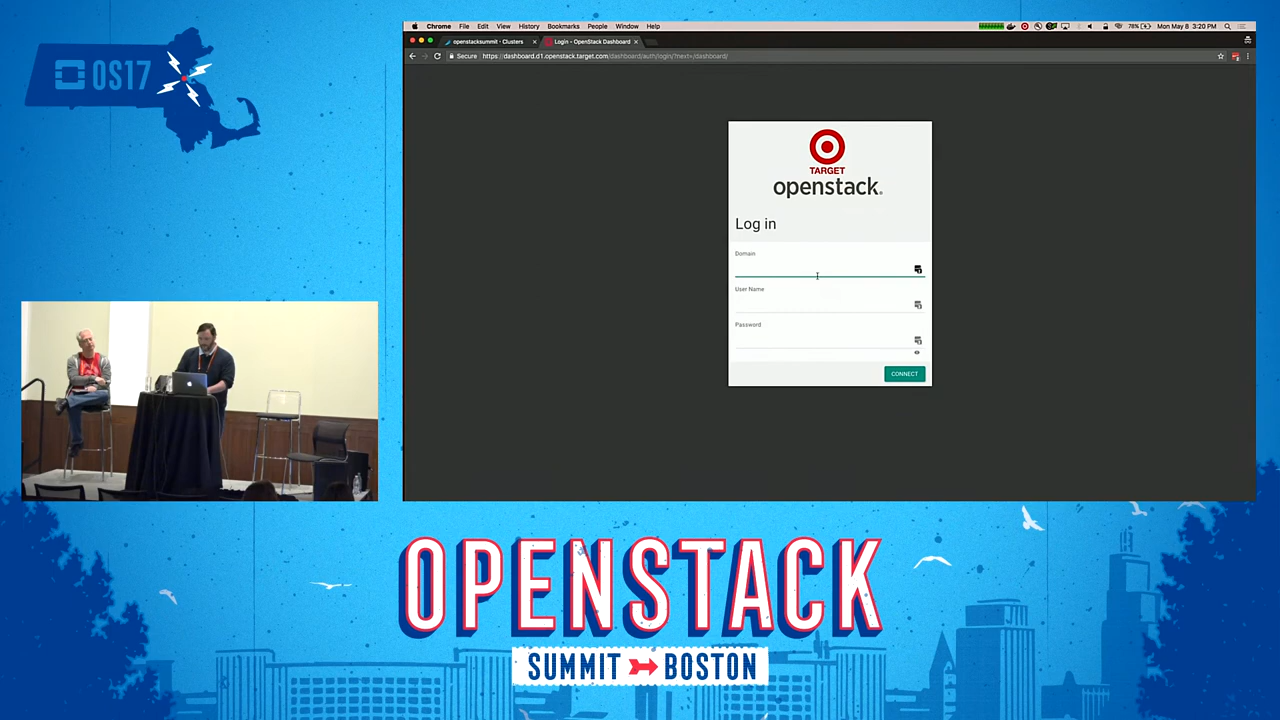 OS17
Chrome File Edit View History Bookmarks People Window Help
78% Mon May 8 3:20 PM
openstacksummit · Clusters
Login - OpenStack Dashboard
Secure https://dashboard.d1.openstack.target.com/dashboard/auth/login/?next=/dashboard/
TARGET
openstack.
Log in
Domain
User Name
Password
CONNECT
OPENSTACK
SUMMIT BOSTON